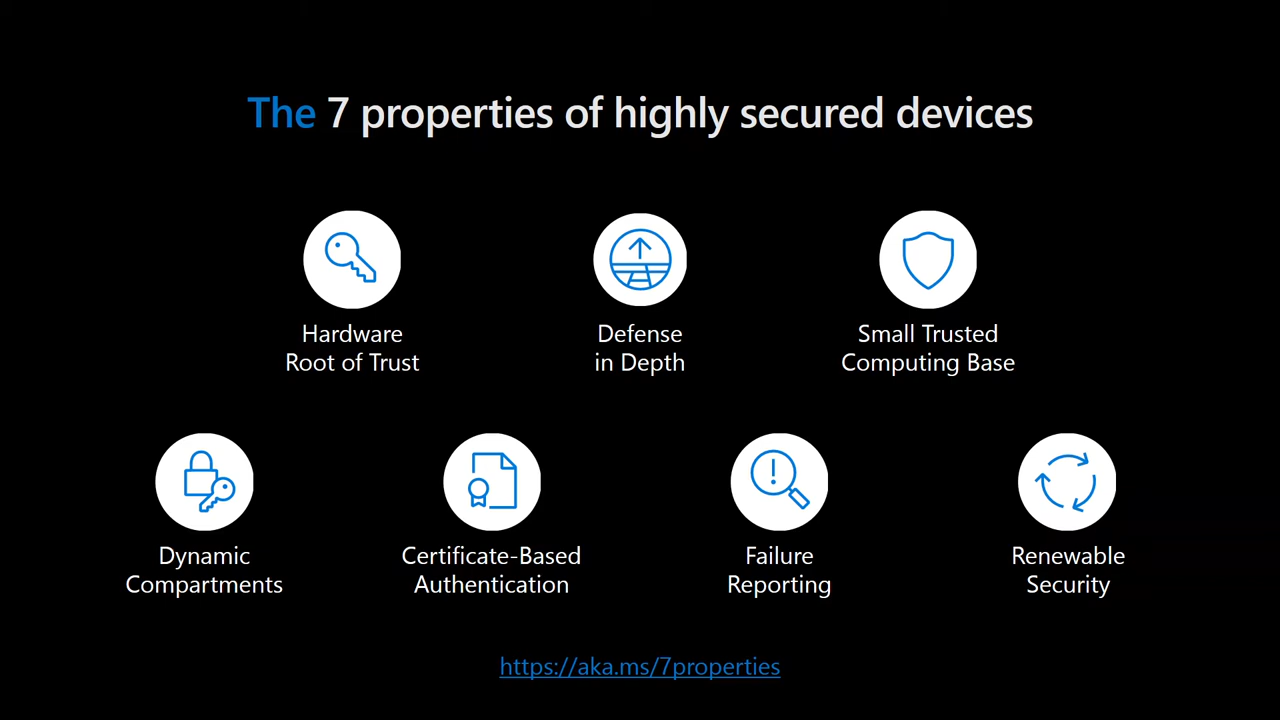 The 7 properties of highly secured devices
Hardware
Root of Trust
Defense
in Depth
Small Trusted
Computing Base
Dynamic
Compartments
Certificate-Based
Authentication
Failure
Reporting
Renewable
Security
https://aka.ms/7properties